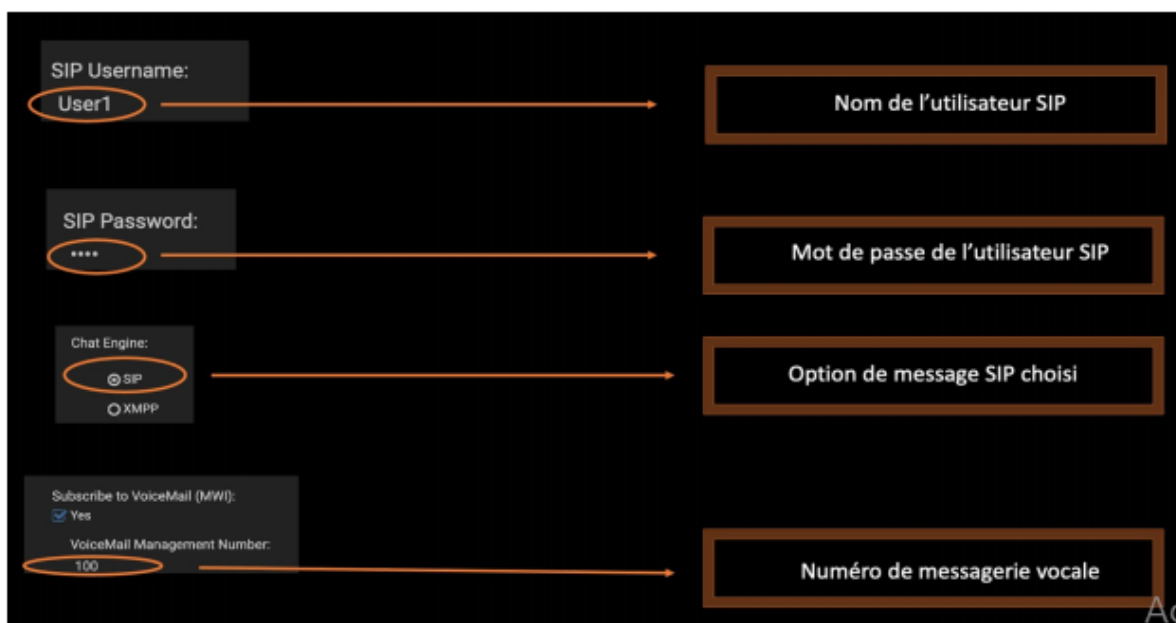 SIP Username:
User1
Nom de l'utilisateur SIP
SIP Password:
••••
Mot de passe de l'utilisateur SIP
Chat Engine:
SIP
XMPP
Option de message SIP choisi
Subscribe to VoiceMail (MWI):
Yes
VoiceMail Management Number:
100
Numéro de messagerie vocale